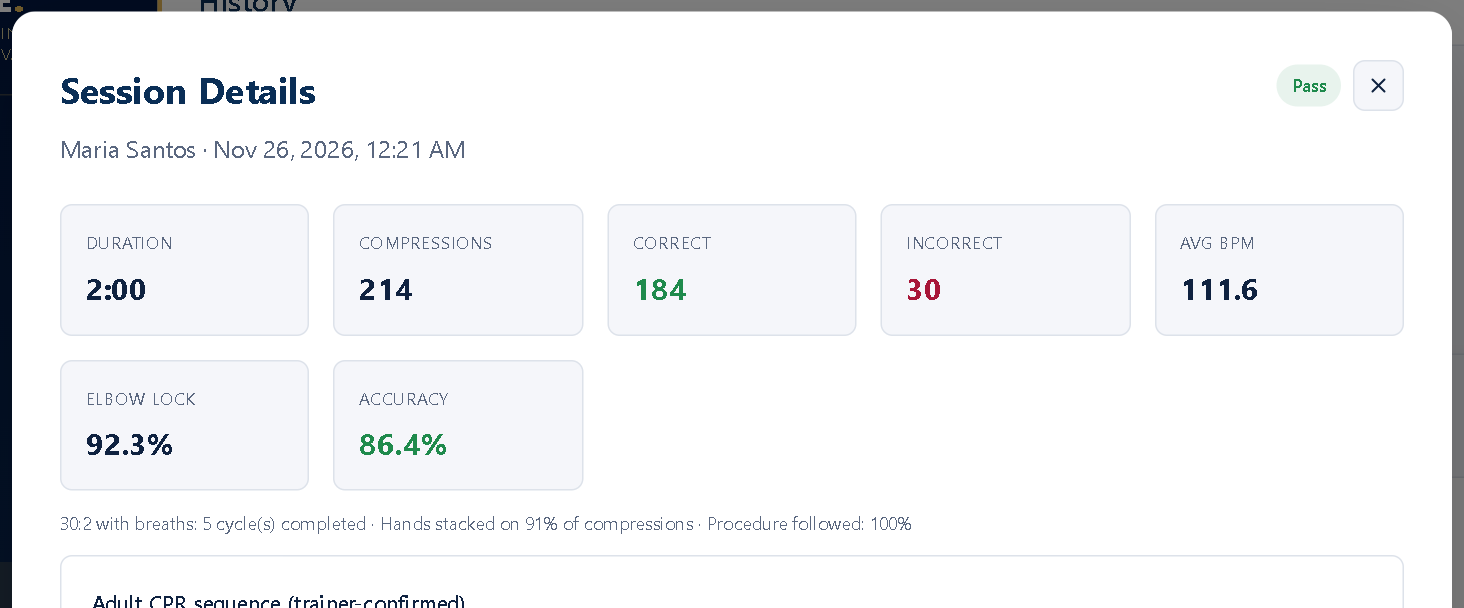 History
Session Details
Pass
Maria Santos · Nov 26, 2026, 12:21 AM
DURATION
2:00
COMPRESSIONS
214
CORRECT
184
INCORRECT
30
AVG BPM
111.6
ELBOW LOCK
92.3%
ACCURACY
86.4%
30:2 with breaths: 5 cycle(s) completed · Hands stacked on 91% of compressions · Procedure followed: 100%
Adult CPR sequence (trainer-confirmed)